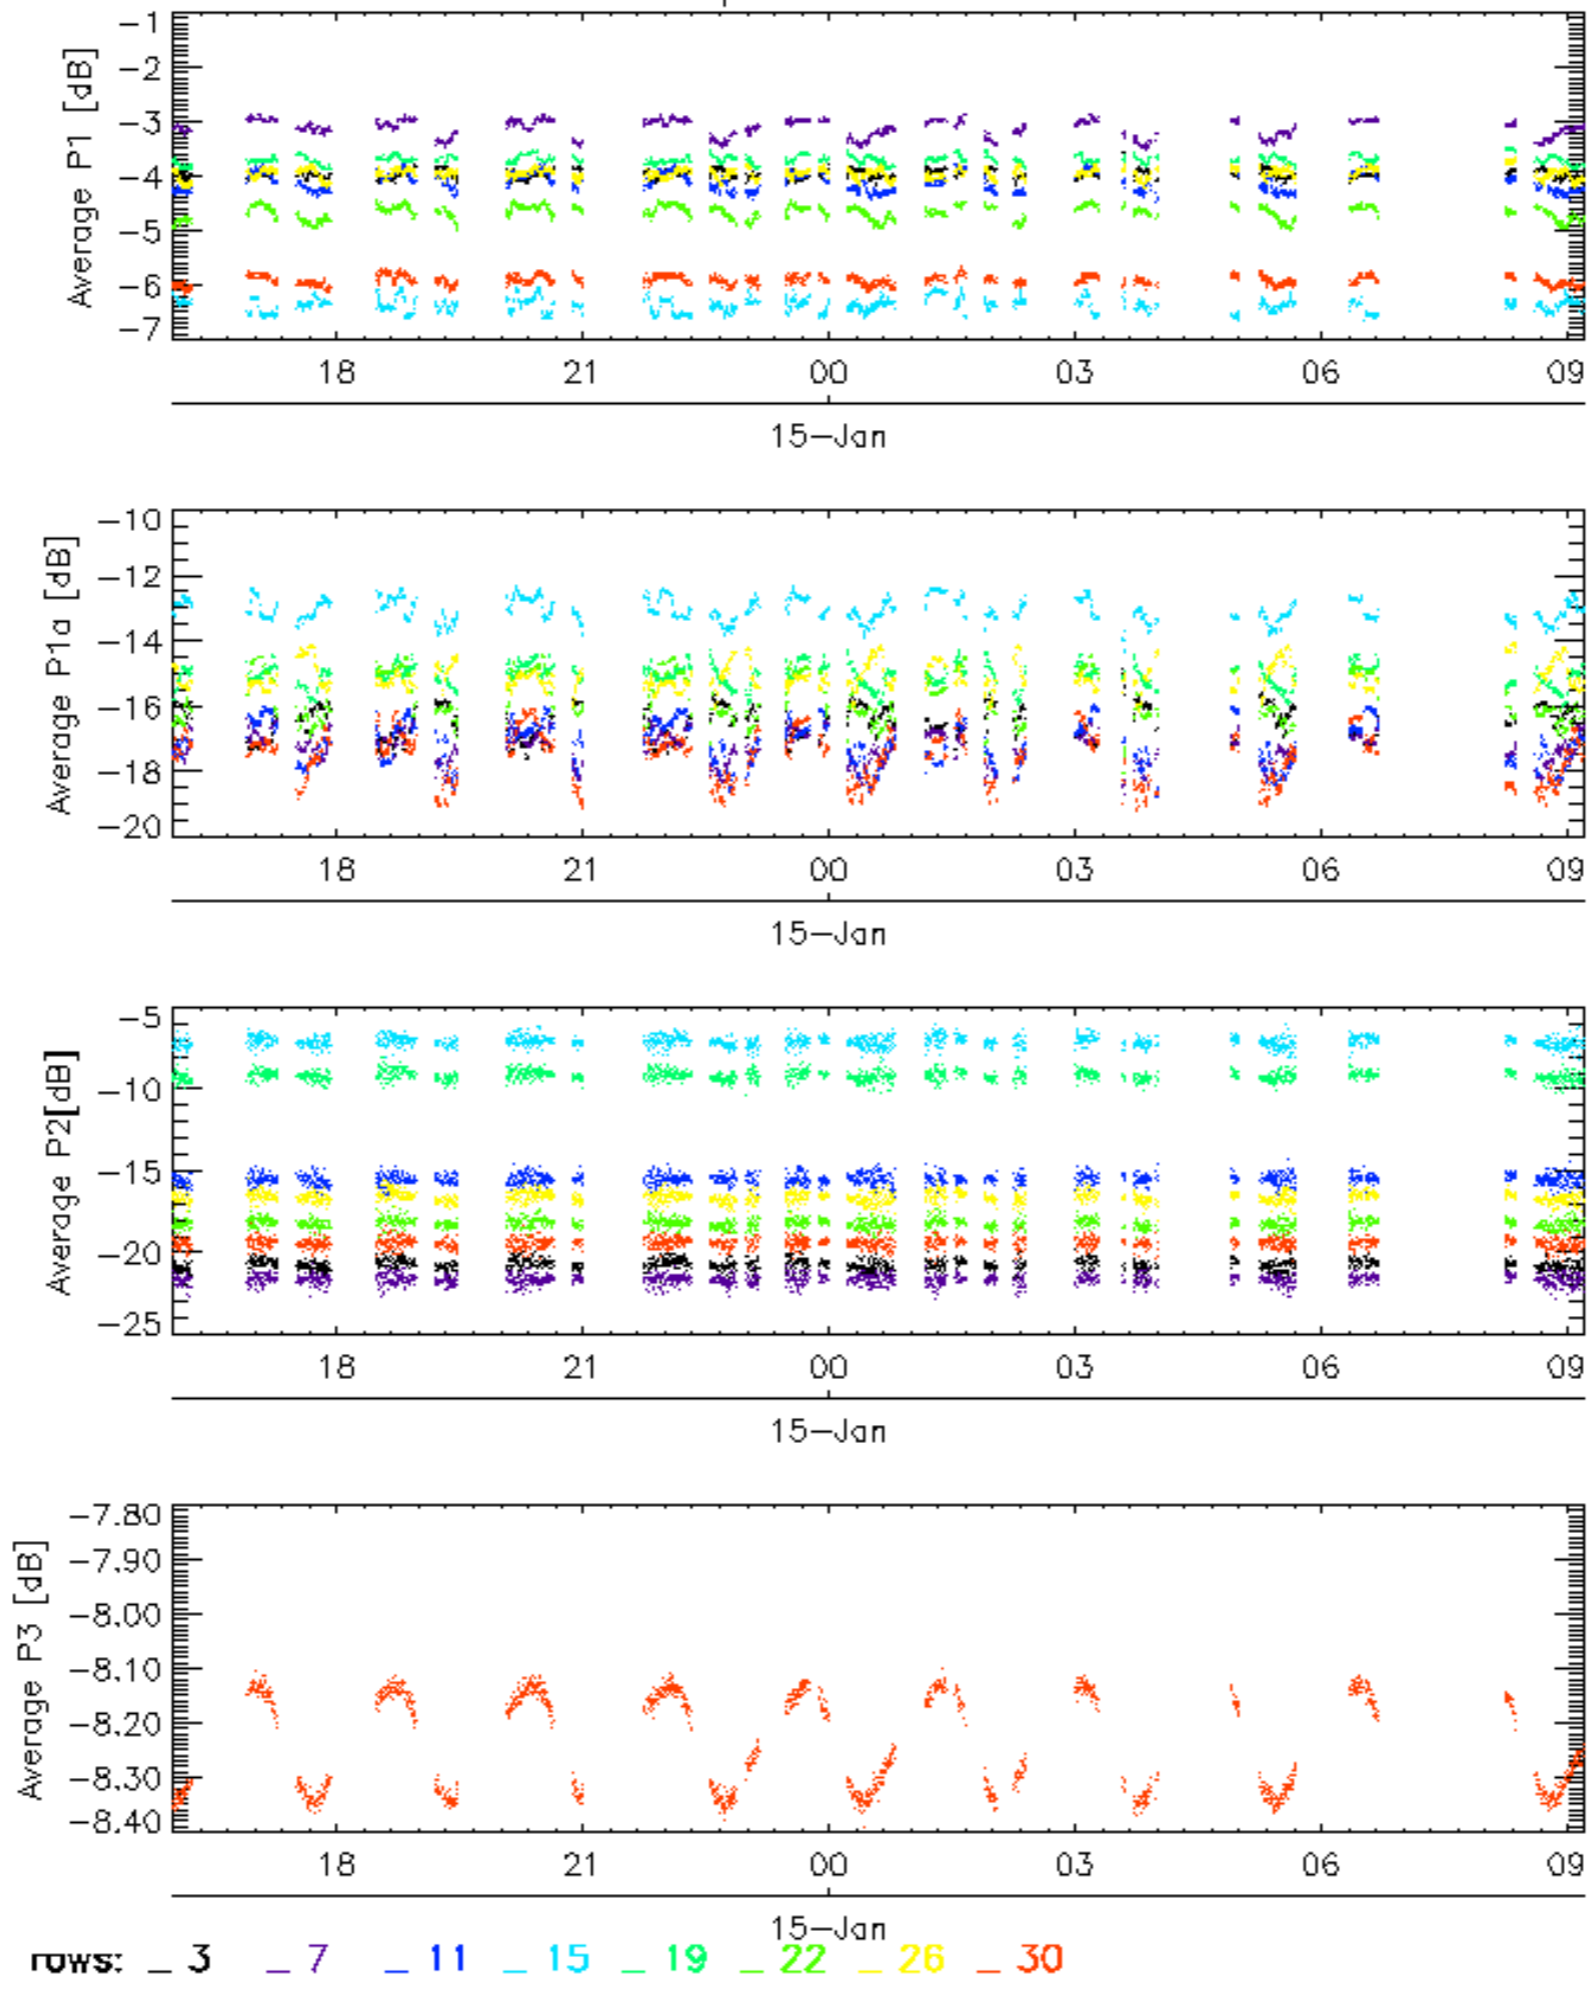 −1
−2
−3
−4
−5
−6
−7
Average P1 [dB]
18 21 00 03 06 09
15−Jan
−10
−12
−14
−16
−18
−20
Average P1a [dB]
18 21 00 03 06 09
15−Jan
−5
−10
−15
−20
−25
Average P2[dB]
18 21 00 03 06 09
15−Jan
−7.80
−7.90
−8.00
−8.10
−8.20
−8.30
−8.40
Average P3 [dB]
18 21 00 03 06 09
15−Jan
rows: _ 3 _ 7 _ 11 _ 15 _ 19 _ 22 _ 26 _ 30